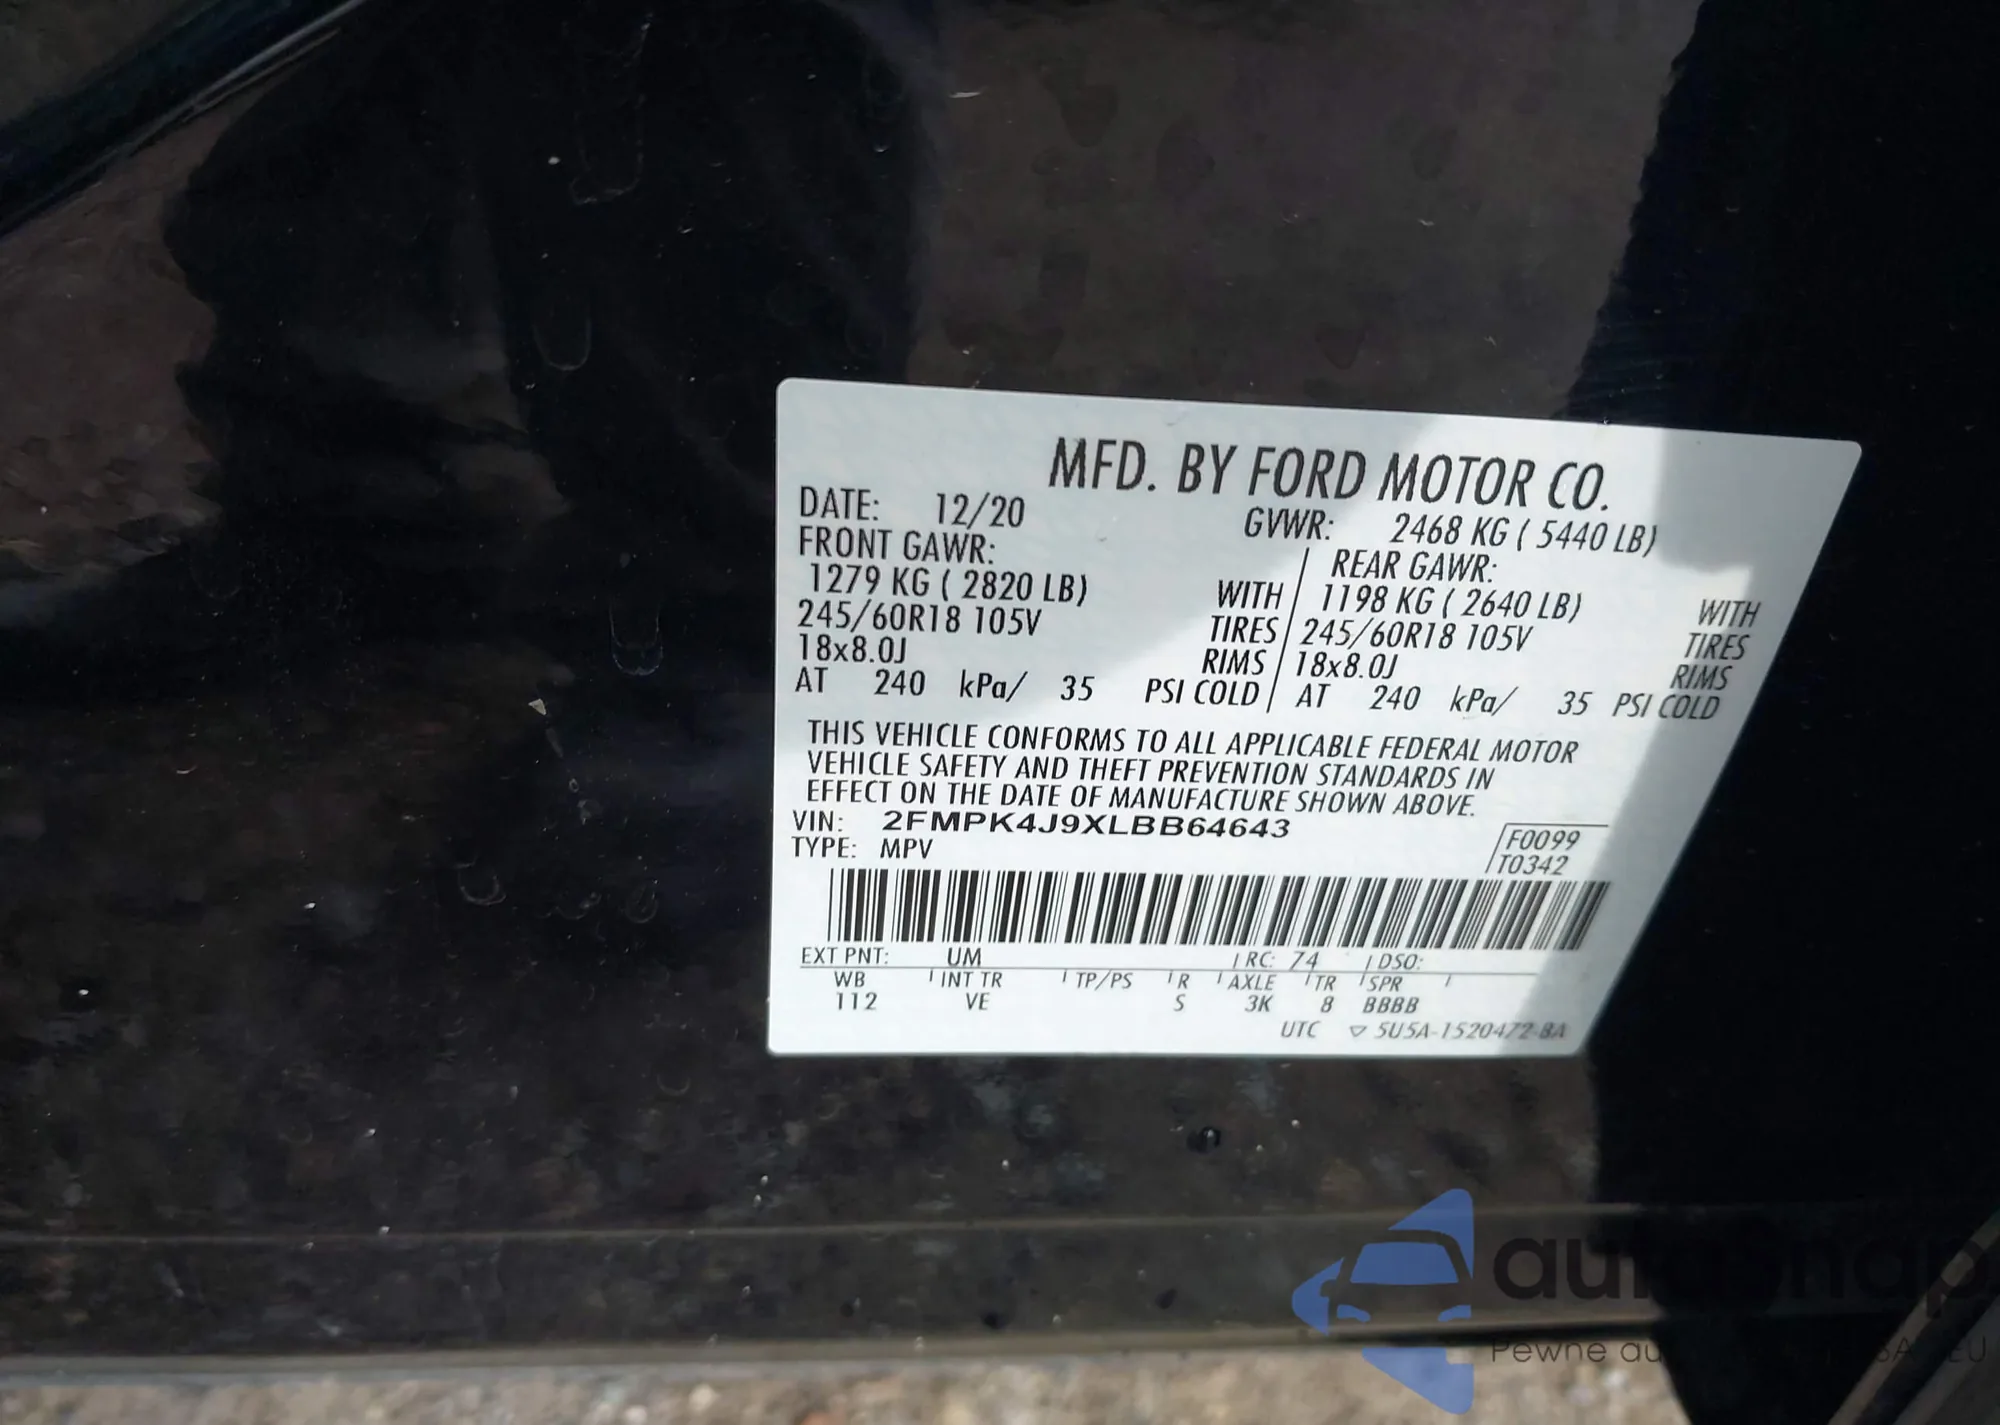 MFD. BY FORD MOTOR CO.
DATE: 12/20 GVWR: 2468 KG ( 5440 LB)
FRONT GAWR: REAR GAWR:
1279 KG ( 2820 LB) WITH 1198 KG ( 2640 LB) WITH
245/60R18 105V TIRES 245/60R18 105V TIRES
18x8.0J RIMS 18x8.0J RIMS
AT 240 kPa/ 35 PSI COLD AT 240 kPa/ 35 PSI COLD
THIS VEHICLE CONFORMS TO ALL APPLICABLE FEDERAL MOTOR
VEHICLE SAFETY AND THEFT PREVENTION STANDARDS IN
EFFECT ON THE DATE OF MANUFACTURE SHOWN ABOVE.
VIN: 2FMPK4J9XLBB64643
TYPE: MPV
F0099
T0342
EXT PNT: UM RC: 74 DSO:
WB INT TR TP/PS R AXLE TR SPR
112 VE S 3K 8 BBBB
UTC ▽ 5U5A-1520472-BA
Pewne